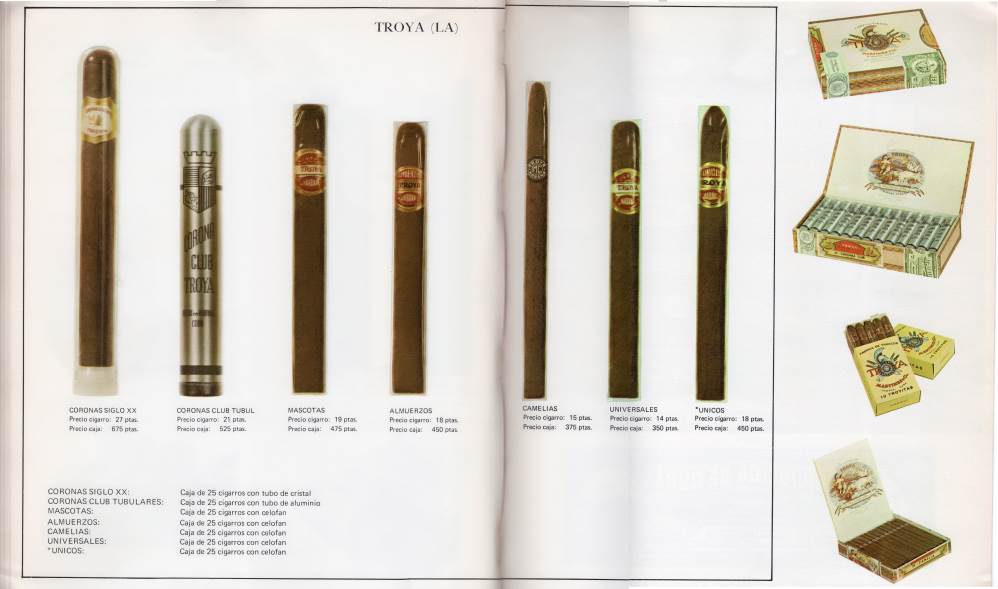 TROYA (LA)
CORONAS SIGLO XX
Precio cigarro: 27 ptas.
Precio caja: 675 ptas.
CORONAS CLUB TUBUL
Precio cigarro: 21 ptas.
Precio caja: 525 ptas.
MASCOTAS
Precio cigarro: 19 ptas.
Precio caja: 475 ptas.
ALMUERZOS
Precio cigarro: 18 ptas.
Precio caja: 450 ptas.
CAMELIAS
Precio cigarro: 15 ptas.
Precio caja: 375 ptas.
UNIVERSALES
Precio cigarro: 14 ptas.
Precio caja: 350 ptas.
*UNICOS
Precio cigarro: 18 ptas.
Precio caja: 450 ptas.
CORONAS SIGLO XX: Caja de 25 cigarros con tubo de cristal
CORONAS CLUB TUBULARES: Caja de 25 cigarros con tubo de aluminio
MASCOTAS: Caja de 25 cigarros con celofan
ALMUERZOS: Caja de 25 cigarros con celofan
CAMELIAS: Caja de 25 cigarros con celofan
UNIVERSALES: Caja de 25 cigarros con celofan
*UNICOS: Caja de 25 cigarros con celofan
CORONA
CLUB
TROYA
TROYA
TROYA
TROYA
UNICOS
TROYA
TROYA
TROYA
10 TROYITAS